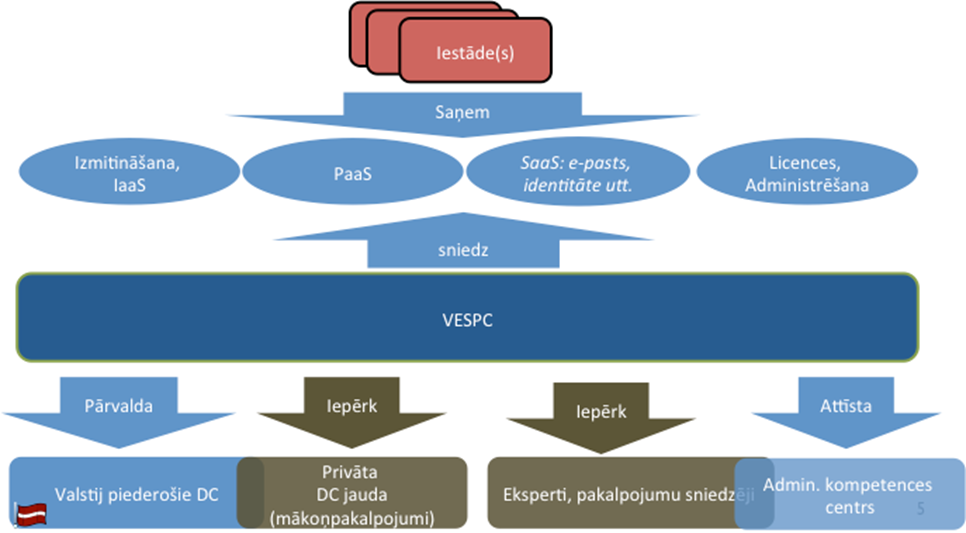 Iestāde(s)
Saņem
Izmitināšana,
IaaS
PaaS
SaaS: e-pasts,
identitāte utt.
Licences,
Administrēšana
sniedz
VESPC
Pārvalda
Iepērk
Iepērk
Attīsta
Valstij piederošie DC
Privāta
DC jauda
(mākoņpakalpojumi)
Eksperti, pakalpojumu sniedzēji
Admin. kompetences
centrs
5